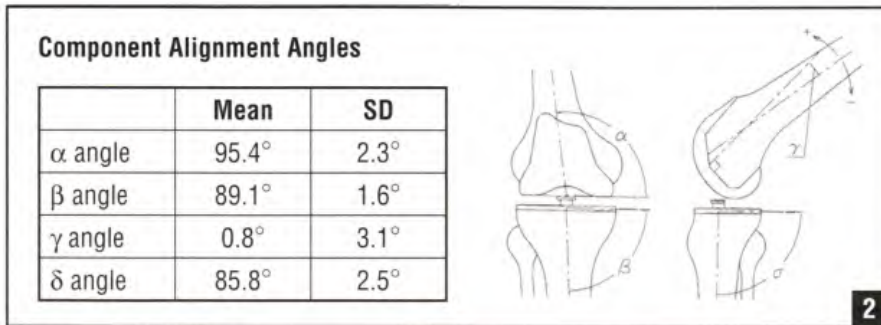 Component Alignment Angles
Mean SD
α angle 95.4° 2.3°
β angle 89.1° 1.6°
γ angle 0.8° 3.1°
δ angle 85.8° 2.5°
α
β
+
−
γ
σ
2